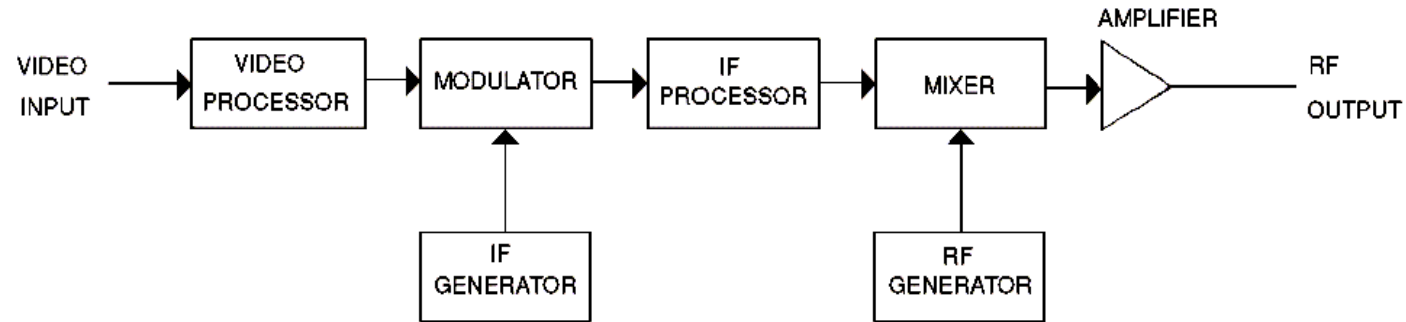 AMPLIFIER
VIDEO
INPUT
VIDEO
PROCESSOR
MODULATOR
IF
PROCESSOR
MIXER
RF
OUTPUT
IF
GENERATOR
RF
GENERATOR